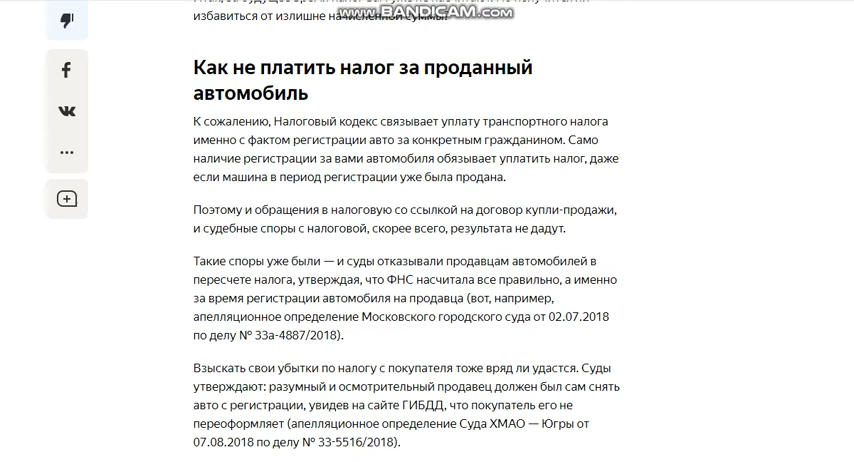 www.BANDICAM.com
избавиться от излишне начисленной суммы!
Как не платить налог за проданный
автомобиль
К сожалению, Налоговый кодекс связывает уплату транспортного налога
именно с фактом регистрации авто за конкретным гражданином. Само
наличие регистрации за вами автомобиля обязывает уплатить налог, даже
если машина в период регистрации уже была продана.
Поэтому и обращения в налоговую со ссылкой на договор купли-продажи,
и судебные споры с налоговой, скорее всего, результата не дадут.
Такие споры уже были — и суды отказывали продавцам автомобилей в
пересчете налога, утверждая, что ФНС насчитала все правильно, а именно
за время регистрации автомобиля на продавца (вот, например,
апелляционное определение Московского городского суда от 02.07.2018
по делу № 33а-4887/2018).
Взыскать свои убытки по налогу с покупателя тоже вряд ли удастся. Суды
утверждают: разумный и осмотрительный продавец должен был сам снять
авто с регистрации, увидев на сайте ГИБДД, что покупатель его не
переоформляет (апелляционное определение Суда ХМАО — Югры от
07.08.2018 по делу № 33-5516/2018).